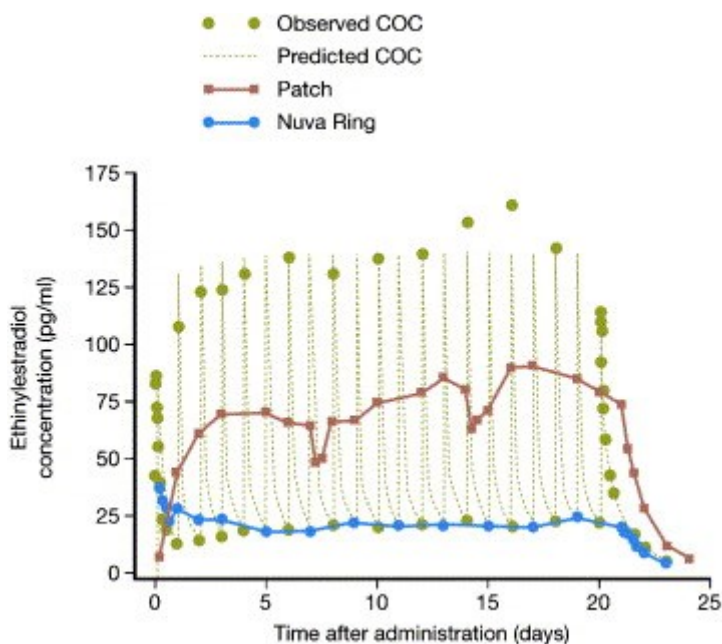 Observed COC
Predicted COC
Patch
Nuva Ring
175
150
125
100
75
50
25
0
Ethinylestradiol
concentration (pg/ml)
0 5 10 15 20 25
Time after administration (days)